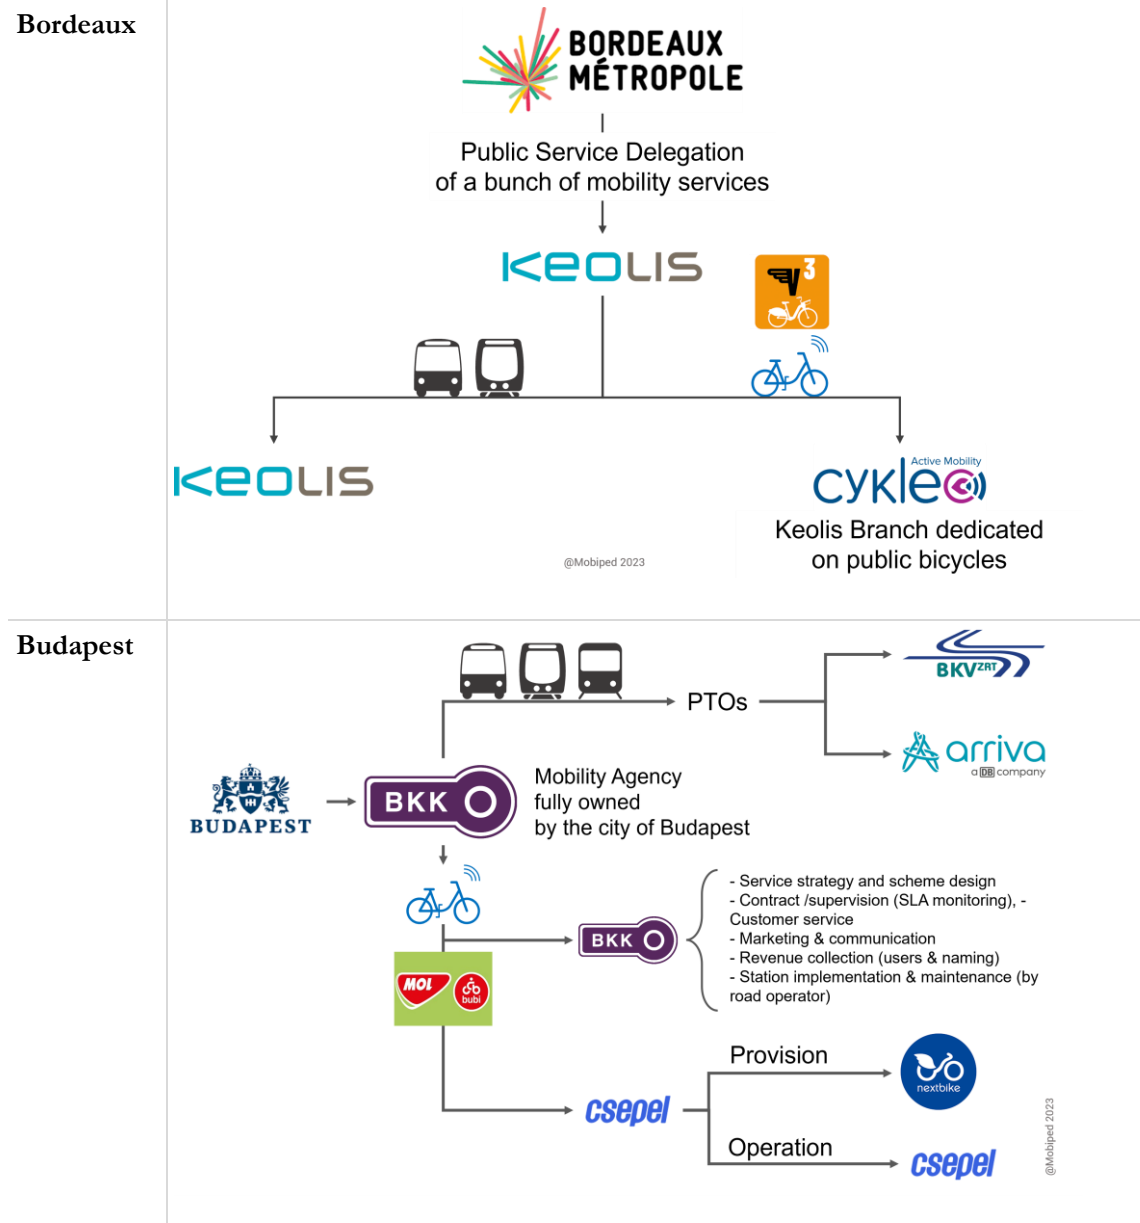 Bordeaux
BORDEAUX
MÉTROPOLE
Public Service Delegation
of a bunch of mobility services
KEOLIS
V3
KEOLIS
Active Mobility
cykleo
Keolis Branch dedicated
on public bicycles
@Mobiped 2023
Budapest
BKV ZRT
PTOs
arriva
a DB company
BUDAPEST
BKK
Mobility Agency
fully owned
by the city of Budapest
- Service strategy and scheme design
- Contract /supervision (SLA monitoring), -
Customer service
- Marketing & communication
- Revenue collection (users & naming)
- Station implementation & maintenance (by
road operator)
BKK
MOL
bubi
Provision
nextbike
csepel
Operation
csepel
@Mobiped 2023